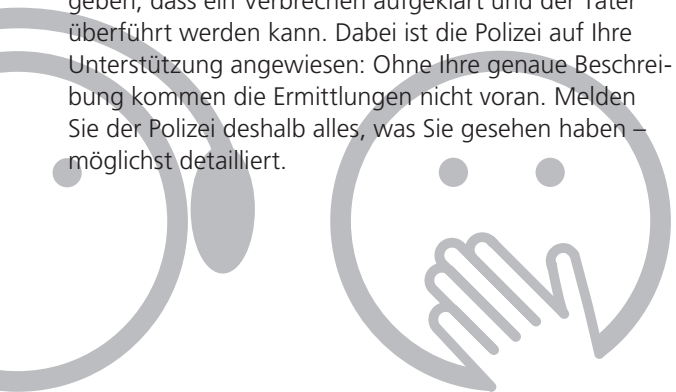 geben, dass ein Verbrechen aufgeklärt und der Täter
überführt werden kann. Dabei ist die Polizei auf Ihre
Unterstützung angewiesen: Ohne Ihre genaue Beschrei-
bung kommen die Ermittlungen nicht voran. Melden
Sie der Polizei deshalb alles, was Sie gesehen haben –
möglichst detailliert.